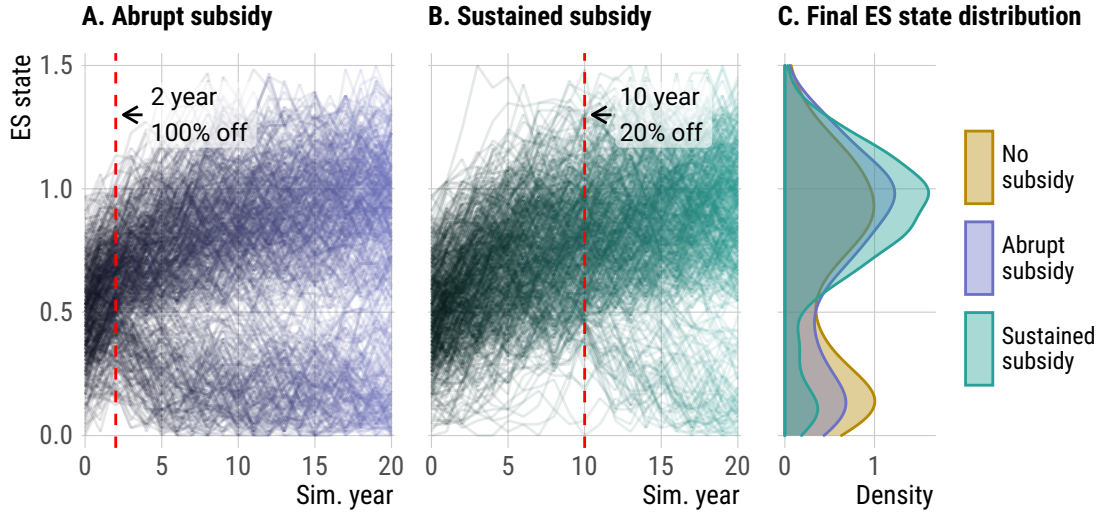 A. Abrupt subsidy
B. Sustained subsidy
C. Final ES state distribution
ES state
1.5
1.0
0.5
0.0
2 year
100% off
10 year
20% off
0
5
10
15
20
Sim. year
0
5
10
15
20
Sim. year
0
1
Density
No
subsidy
Abrupt
subsidy
Sustained
subsidy